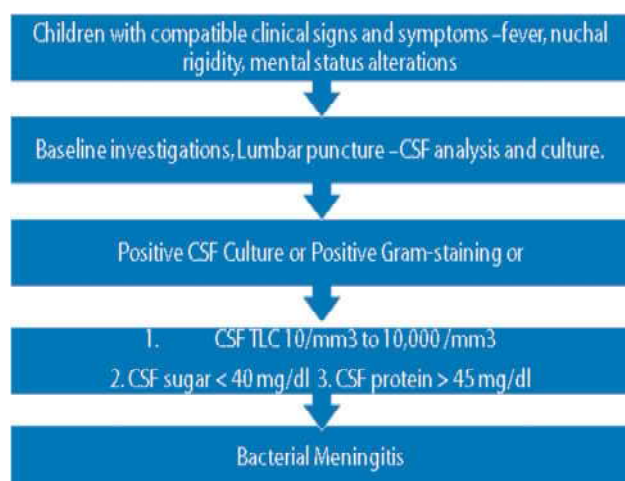 Children with compatible clinical signs and symptoms –fever, nuchal
rigidity, mental status alterations
Baseline investigations, Lumbar puncture –CSF analysis and culture.
Positive CSF Culture or Positive Gram-staining or
1. CSF TLC 10/mm3 to 10,000 /mm3
2. CSF sugar < 40 mg/dl 3. CSF protein > 45 mg/dl
Bacterial Meningitis